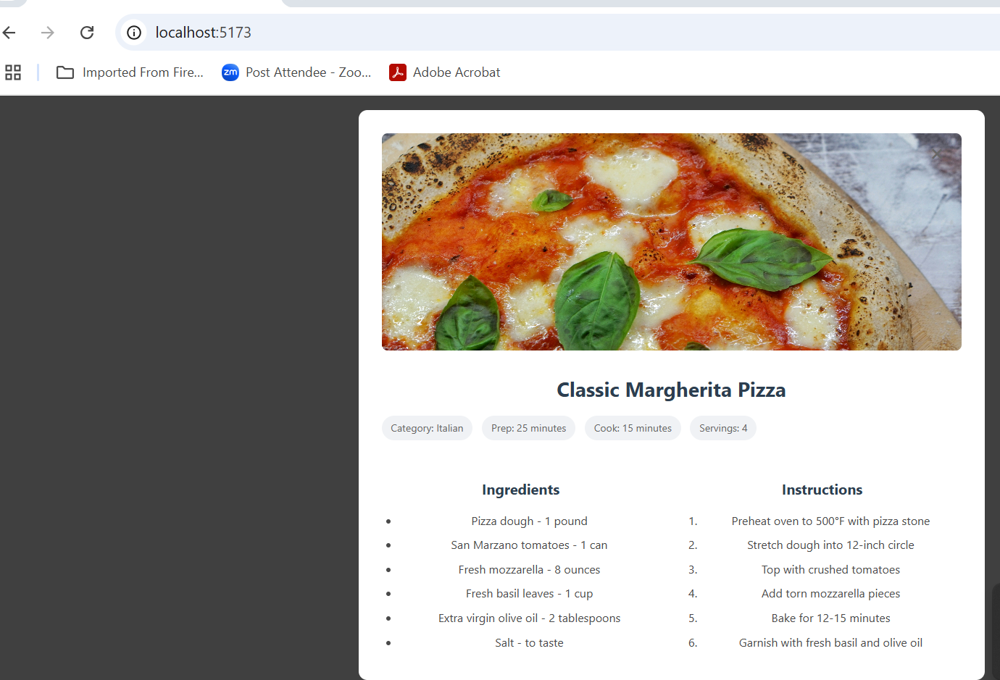 localhost:5173
Imported From Fire...
zm Post Attendee - Zoo...
Adobe Acrobat
Classic Margherita Pizza
Category: Italian
Prep: 25 minutes
Cook: 15 minutes
Servings: 4
Ingredients
• Pizza dough - 1 pound
• San Marzano tomatoes - 1 can
• Fresh mozzarella - 8 ounces
• Fresh basil leaves - 1 cup
• Extra virgin olive oil - 2 tablespoons
• Salt - to taste
Instructions
1. Preheat oven to 500°F with pizza stone
2. Stretch dough into 12-inch circle
3. Top with crushed tomatoes
4. Add torn mozzarella pieces
5. Bake for 12-15 minutes
6. Garnish with fresh basil and olive oil